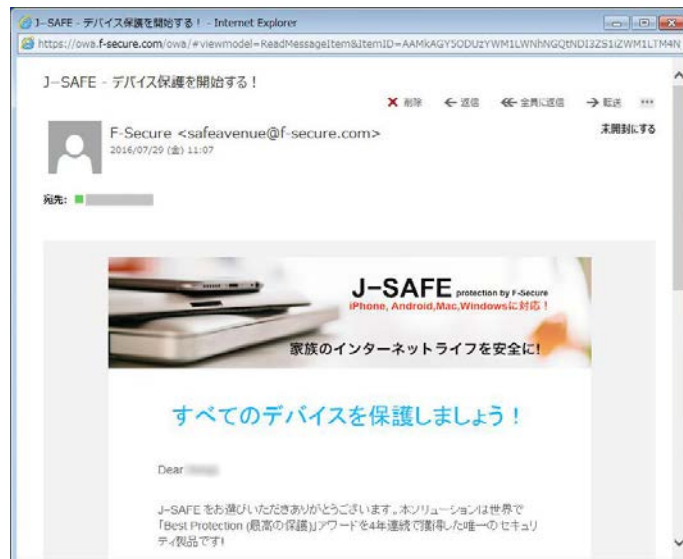 J-SAFE - デバイス保護を開始する！ - Internet Explorer
https://owa.f-secure.com/owa/#viewmodel=ReadMessageItem&ItemID=AAMkAGY5ODUzYWM1LWNhNGQtNDI3ZS1iZWM1LTM4N
J-SAFE - デバイス保護を開始する！
削除 返信 全員に返信 転送 •••
F-Secure <safeavenue@f-secure.com>
未開封にする
2016/07/29 (金) 11:07
宛先:
J-SAFE protection by F-Secure
iPhone, Android,Mac,Windowsに対応！
家族のインターネットライフを安全に!
すべてのデバイスを保護しましょう！
Dear
J-SAFE をお選びいただきありがとうございます。本ソリューションは世界で
「Best Protection (最高の保護)」アワードを4年連続で獲得した唯一のセキュリ
ティ製品です!